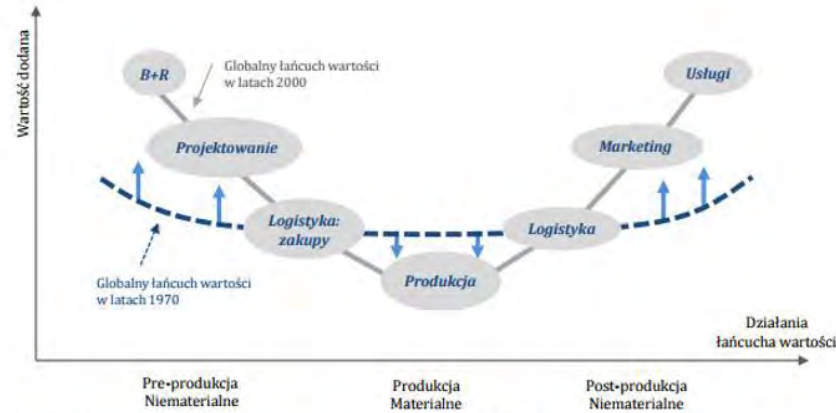 Wartość dodana
B+R
Globalny łańcuch wartości
w latach 2000
Usługi
Projektowanie
Marketing
Logistyka:
zakupy
Logistyka
Produkcja
Globalny łańcuch wartości
w latach 1970
Działania
łańcucha wartości
Pre-produkcja
Niematerialne
Produkcja
Materialne
Post-produkcja
Niematerialne